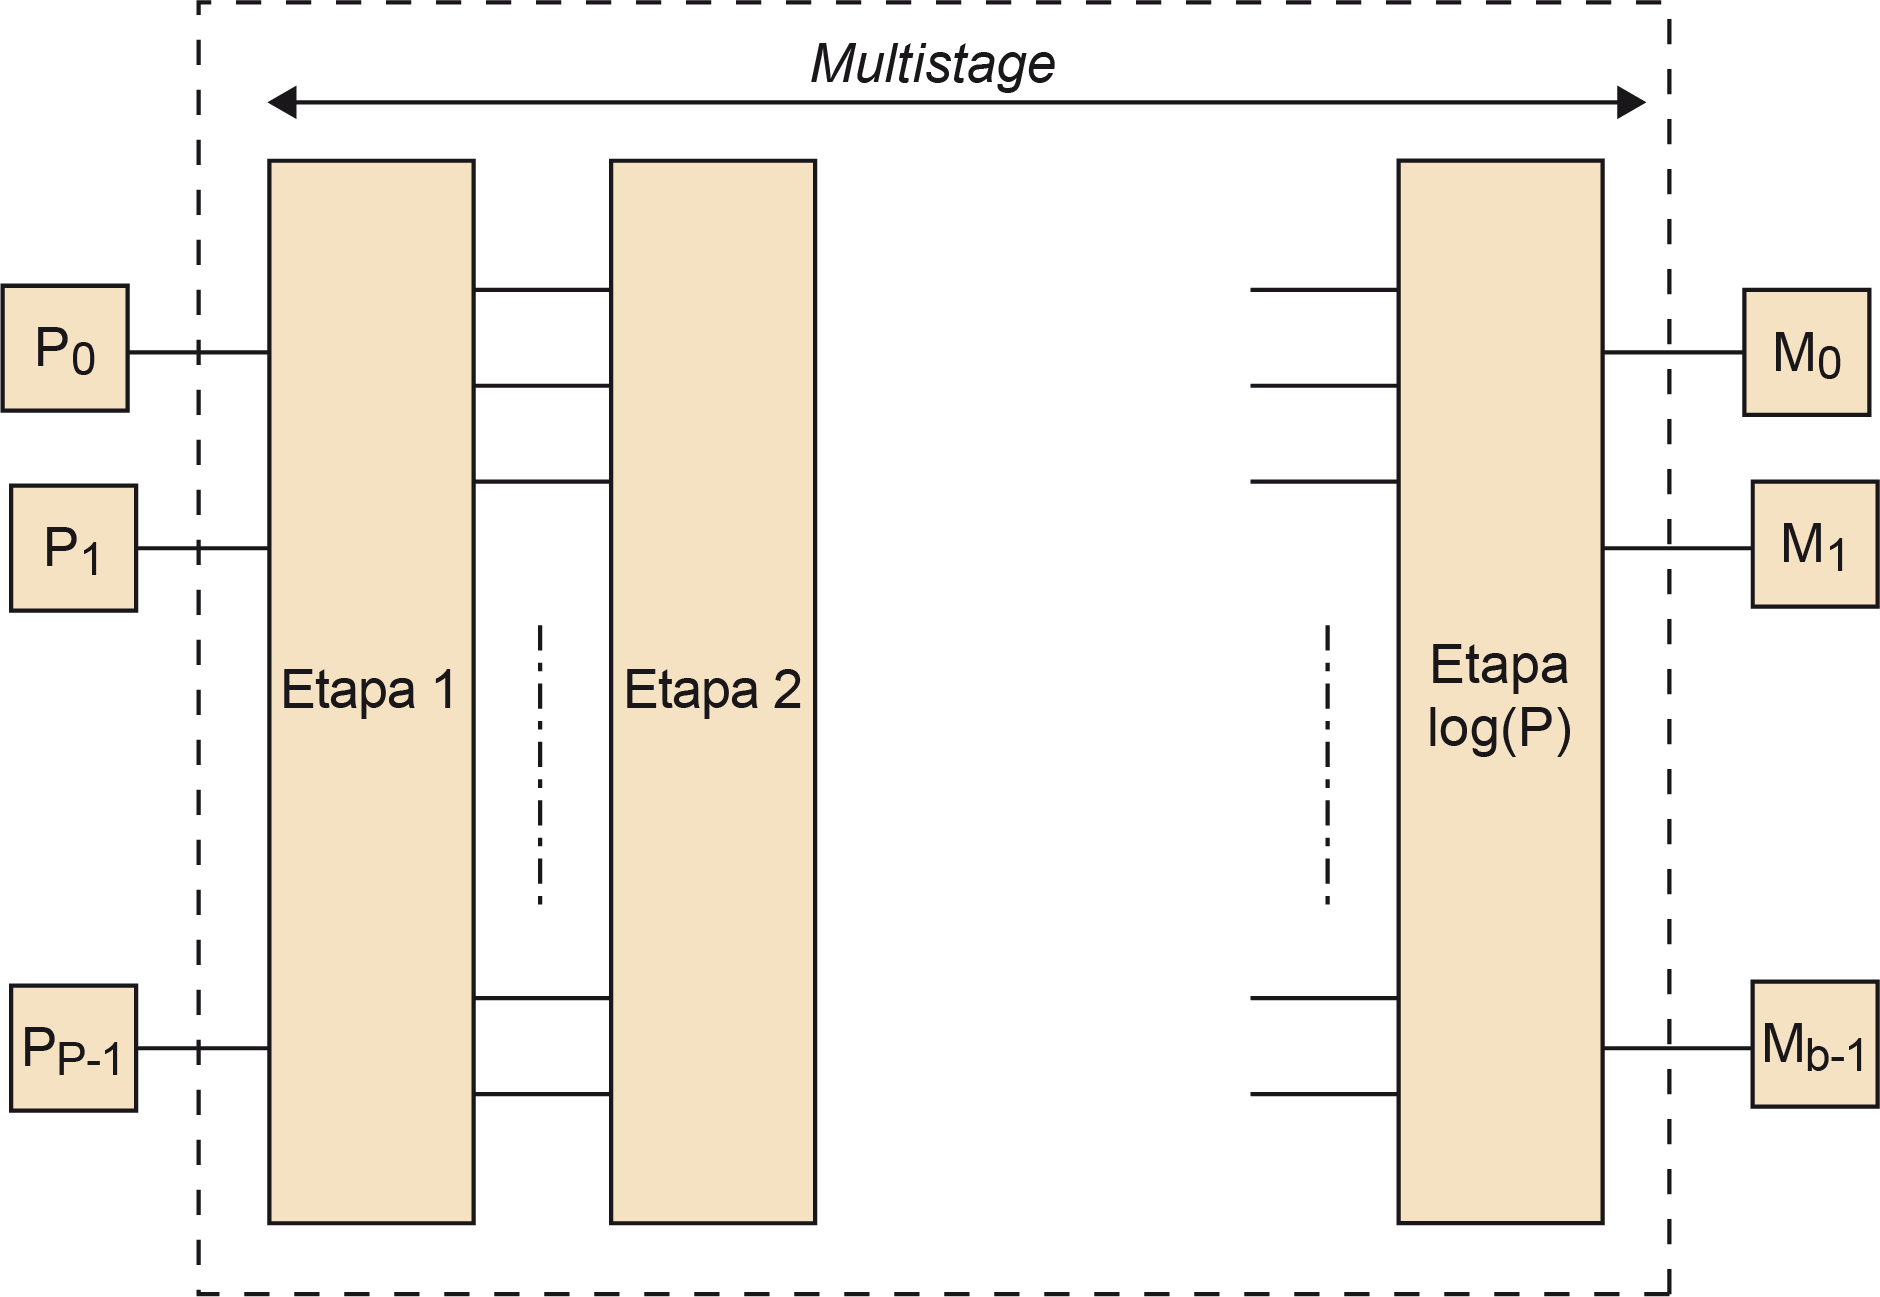 Multistage
P0
P1
PP-1
Etapa 1
Etapa 2
Etapa
log(P)
M0
M1
Mb-1